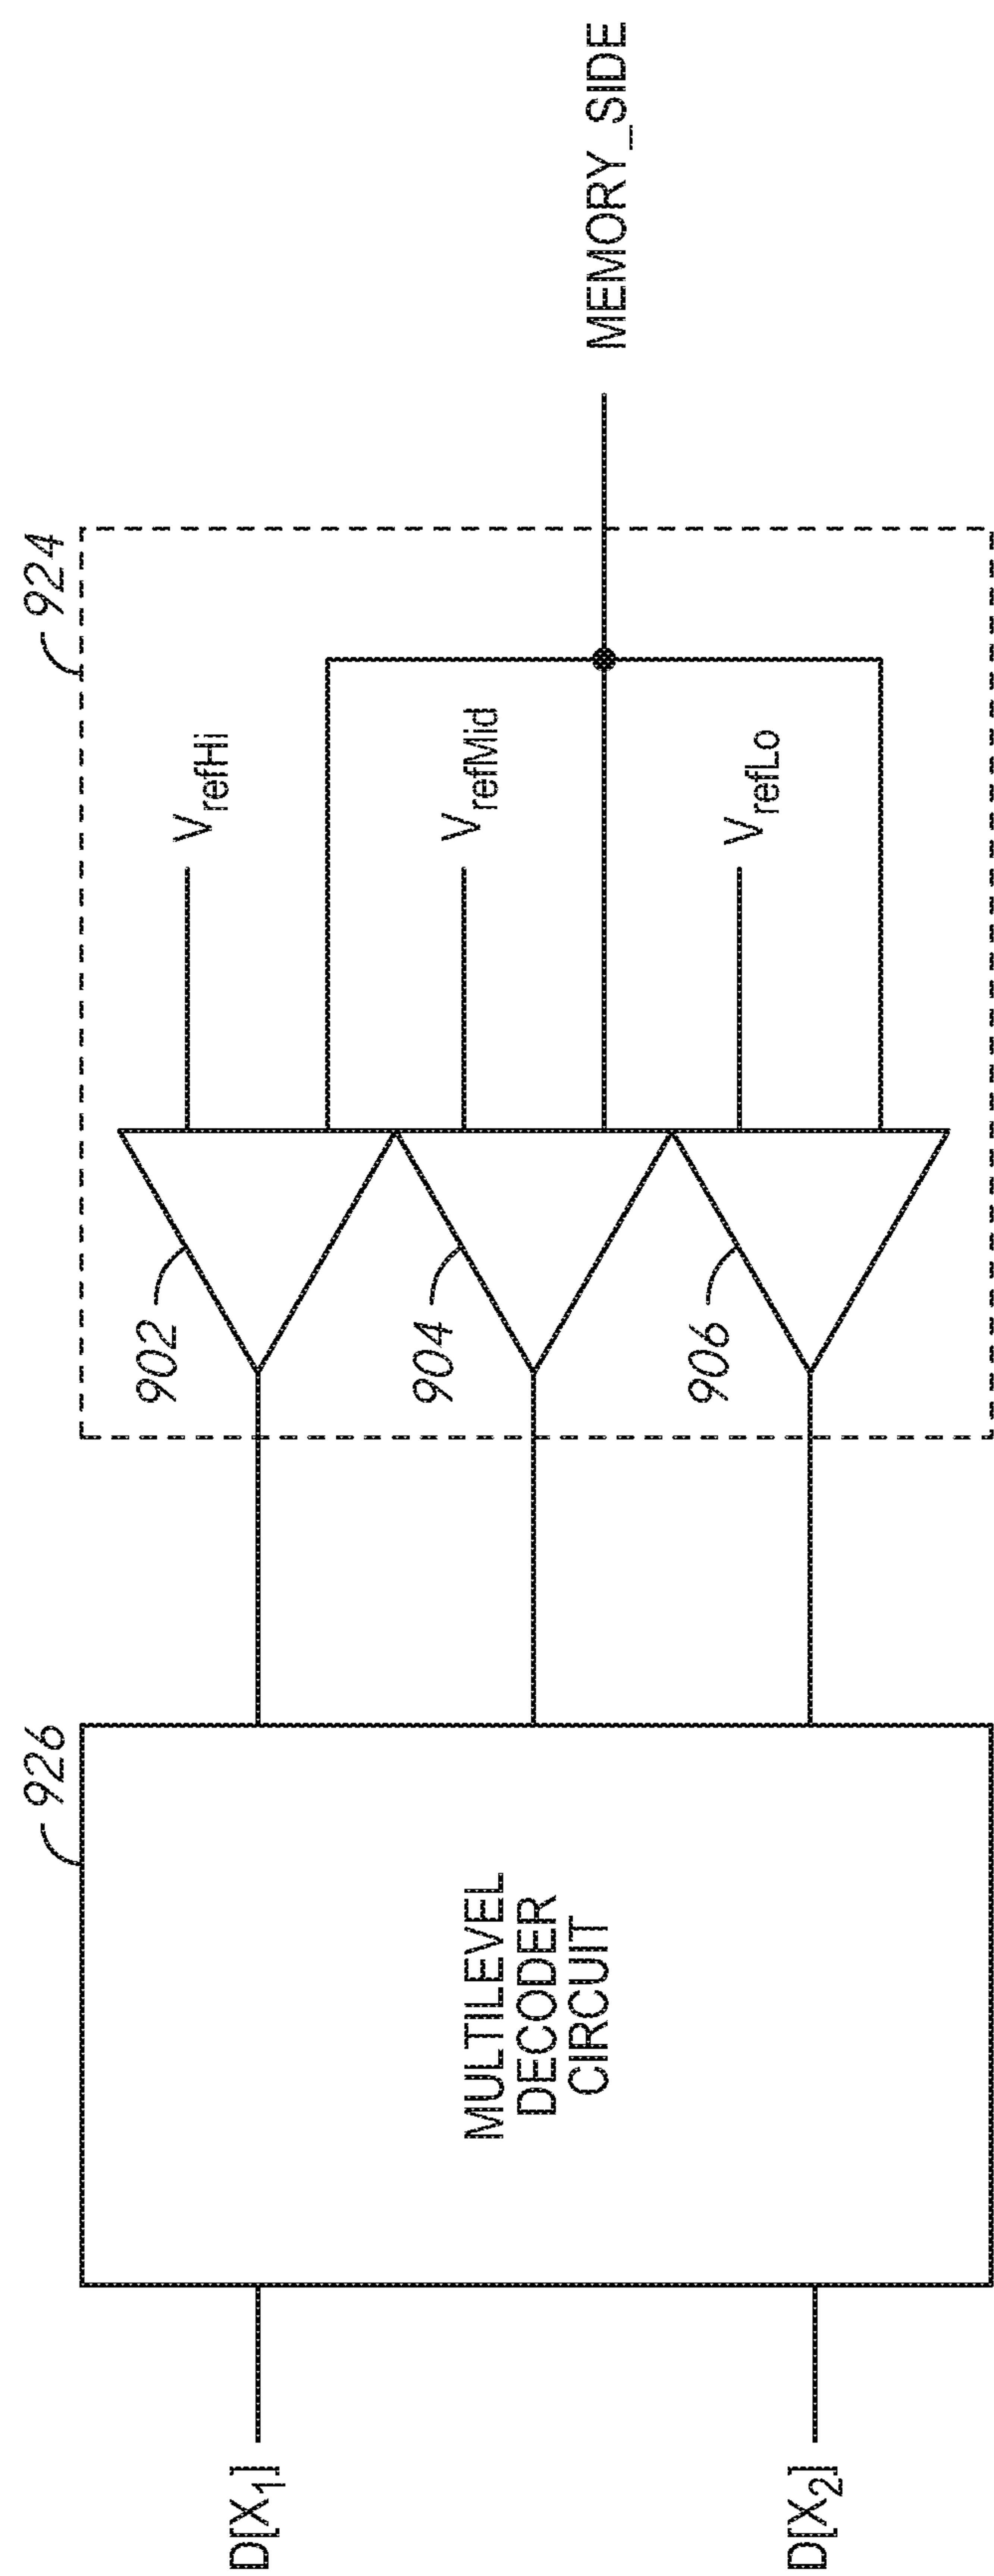 926
924
D[X1]
D[X2]
MULTILEVEL
DECODER
CIRCUIT
902
904
906
VrefHi
VrefMid
VrefLo
MEMORY_SIDE